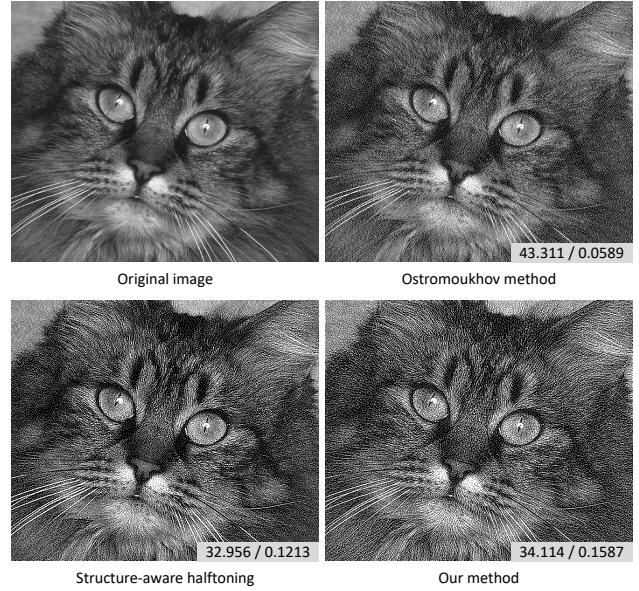 Original image
43.311 / 0.0589
Ostromoukhov method
32.956 / 0.1213
Structure-aware halftoning
34.114 / 0.1587
Our method